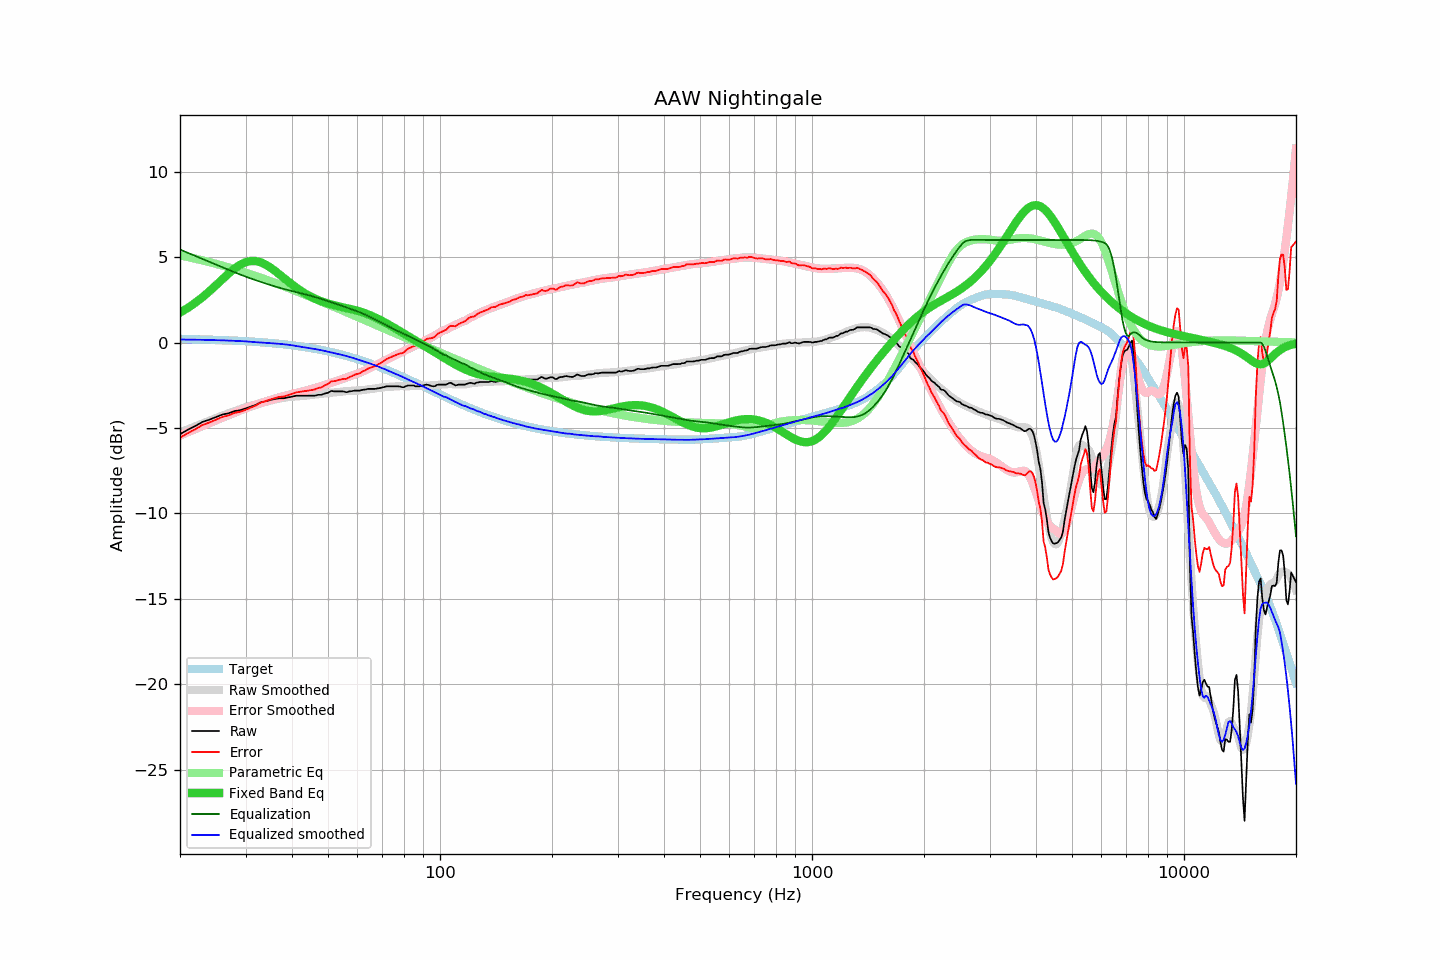 AAW Nightingale
10
5
0
−5
−10
−15
−20
−25
Amplitude (dBr)
Target
Raw Smoothed
Error Smoothed
Raw
Error
Parametric Eq
Fixed Band Eq
Equalization
Equalized smoothed
100
1000
10000
Frequency (Hz)